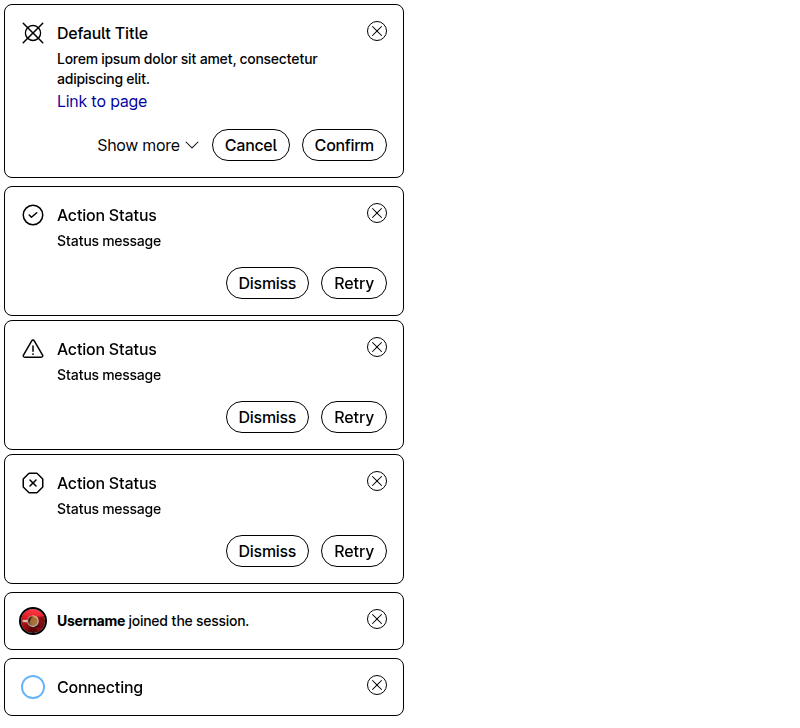 Default Title
Lorem ipsum dolor sit amet, consectetur
adipiscing elit.
Link to page
Show more Cancel Confirm
Action Status
Status message
Dismiss Retry
Action Status
Status message
Dismiss Retry
Action Status
Status message
Dismiss Retry
Username joined the session.
Connecting